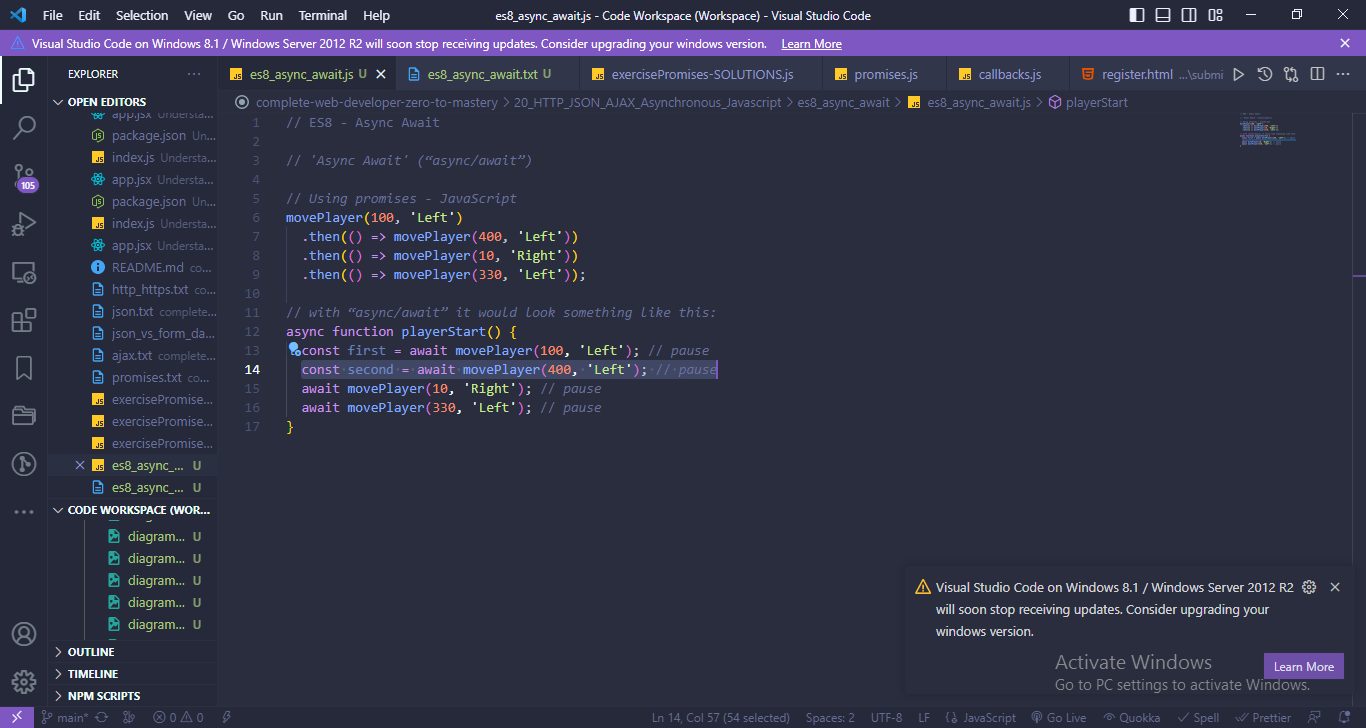 File Edit Selection View Go Run Terminal Help
es8_async_await.js - Code Workspace (Workspace) - Visual Studio Code
Visual Studio Code on Windows 8.1 / Windows Server 2012 R2 will soon stop receiving updates. Consider upgrading your windows version. Learn More
EXPLORER
es8_async_await.js U
es8_async_await.txt U
exercisePromises-SOLUTIONS.js
promises.js
callbacks.js
register.html ...\submi
OPEN EDITORS
app.jsx Understa...
package.json Un...
index.js Understa...
app.jsx Understa...
package.json Un...
index.js Understa...
app.jsx Understa...
README.md co...
http_https.txt co...
json.txt complete...
json_vs_form_da...
ajax.txt complete...
promises.txt co...
exercisePromise...
exercisePromise...
exercisePromise...
es8_async_... U
es8_async_... U
CODE WORKSPACE (WOR...
diagram... U
diagram... U
diagram... U
diagram... U
diagram... U
OUTLINE
TIMELINE
NPM SCRIPTS
105
complete-web-developer-zero-to-mastery > 20_HTTP_JSON_AJAX_Asynchronous_Javascript > es8_async_await > es8_async_await.js > playerStart
1 // ES8 - Async Await
2
3 // 'Async Await' (“async/await”)
4
5 // Using promises - JavaScript
6 movePlayer(100, 'Left')
7 .then(() => movePlayer(400, 'Left'))
8 .then(() => movePlayer(10, 'Right'))
9 .then(() => movePlayer(330, 'Left'));
10
11 // with “async/await” it would look something like this:
12 async function playerStart() {
13 const first = await movePlayer(100, 'Left'); // pause
14 const second = await movePlayer(400, 'Left'); // pause
15 await movePlayer(10, 'Right'); // pause
16 await movePlayer(330, 'Left'); // pause
17 }
Visual Studio Code on Windows 8.1 / Windows Server 2012 R2
will soon stop receiving updates. Consider upgrading your
windows version.
Learn More
Activate Windows
Go to PC settings to activate Windows.
main* 0 0 Ln 14, Col 57 (54 selected) Spaces: 2 UTF-8 LF {} JavaScript Go Live Quokka Spell Prettier